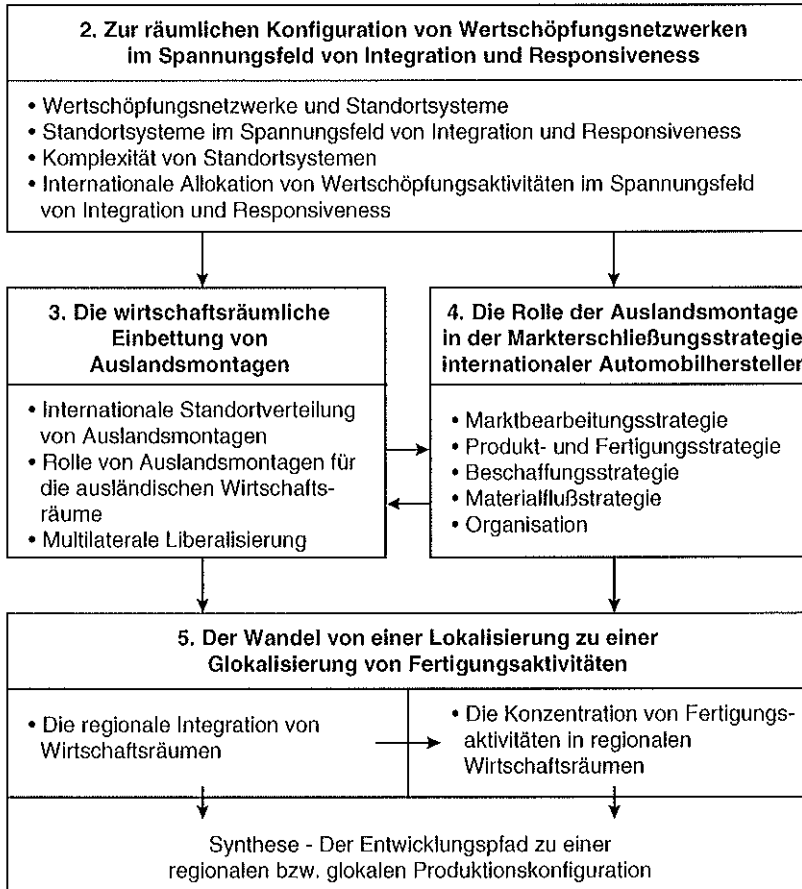 2. Zur räumlichen Konfiguration von Wertschöpfungsnetzwerken
im Spannungsfeld von Integration und Responsiveness
• Wertschöpfungsnetzwerke und Standortsysteme
• Standortsysteme im Spannungsfeld von Integration und Responsiveness
• Komplexität von Standortsystemen
• Internationale Allokation von Wertschöpfungsaktivitäten im Spannungsfeld
von Integration und Responsiveness
3. Die wirtschaftsräumliche
Einbettung von
Auslandsmontagen
• Internationale Standortverteilung
von Auslandsmontagen
• Rolle von Auslandsmontagen für
die ausländischen Wirtschafts-
räume
• Multilaterale Liberalisierung
4. Die Rolle der Auslandsmontage
in der Markterschließungsstrategie
internationaler Automobilhersteller
• Marktbearbeitungsstrategie
• Produkt- und Fertigungsstrategie
• Beschaffungsstrategie
• Materialflußstrategie
• Organisation
5. Der Wandel von einer Lokalisierung zu einer
Glokalisierung von Fertigungsaktivitäten
• Die regionale Integration von
Wirtschaftsräumen
• Die Konzentration von Fertigungs-
aktivitäten in regionalen
Wirtschaftsräumen
Synthese - Der Entwicklungspfad zu einer
regionalen bzw. glokalen Produktionskonfiguration